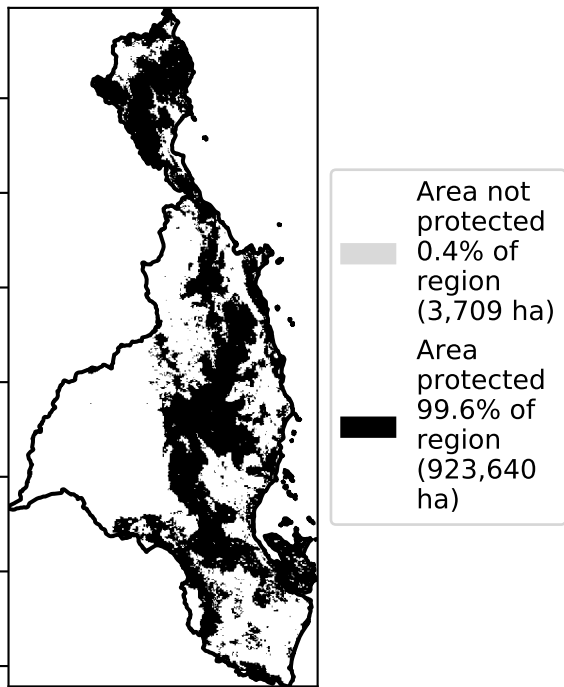 Area not
protected
0.4% of
region
(3,709 ha)
Area
protected
99.6% of
region
(923,640
ha)